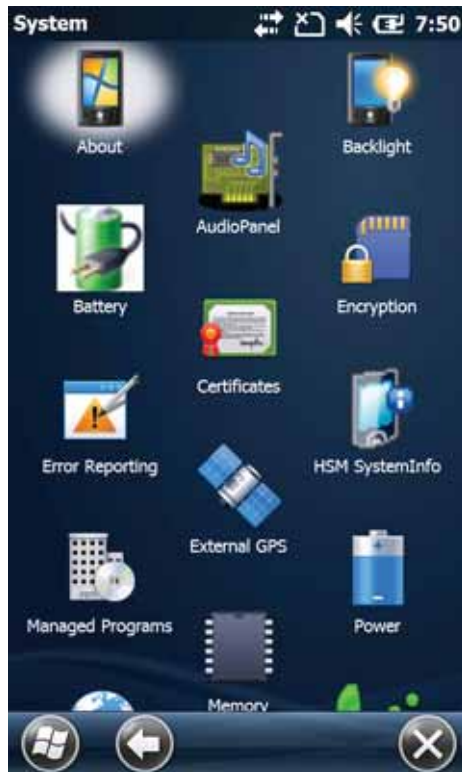 System 7:50
About
Backlight
AudioPanel
Battery
Encryption
Certificates
Error Reporting
HSM SystemInfo
External GPS
Managed Programs
Power
Memory